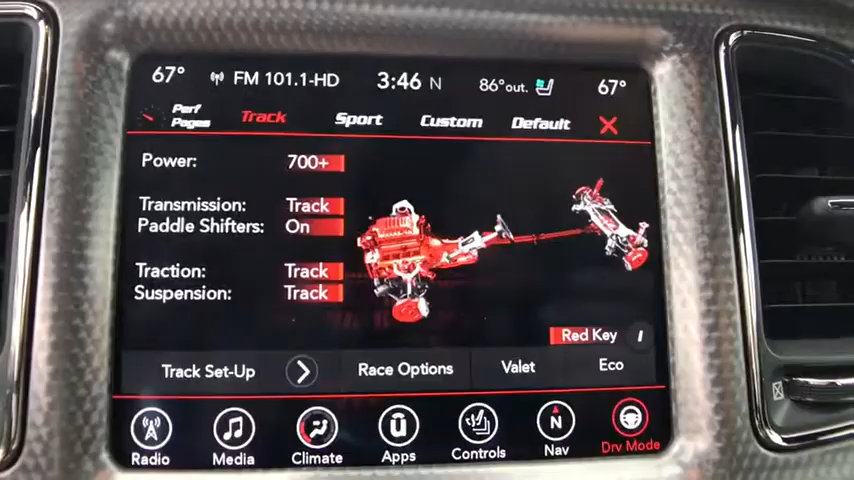 67° FM 101.1-HD 3:46 N 86°out. 67°
Perf Pages Track Sport Custom Default
Power: 700+
Transmission: Track
Paddle Shifters: On
Traction: Track
Suspension: Track
Red Key i
Track Set-Up Race Options Valet Eco
N
Radio Media Climate Apps Controls Nav Drv Mode